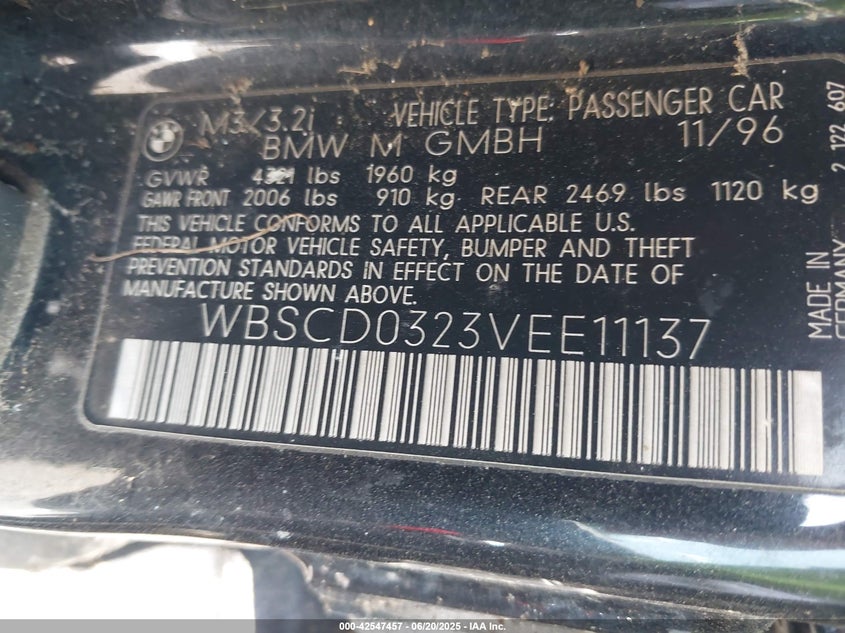 M3/3.2i VEHICLE TYPE: PASSENGER CAR
BMW M GMBH 11/96
GVWR 4321 lbs 1960 kg
GAWR FRONT 2006 lbs 910 kg REAR 2469 lbs 1120 kg
THIS VEHICLE CONFORMS TO ALL APPLICABLE U.S.
FEDERAL MOTOR VEHICLE SAFETY, BUMPER AND THEFT
PREVENTION STANDARDS IN EFFECT ON THE DATE OF
MANUFACTURE SHOWN ABOVE.
WBSCD0323VEE11137
MADE IN
GERMANY 2 122 607
000-42547457 - 06/20/2025 - IAA, Inc.